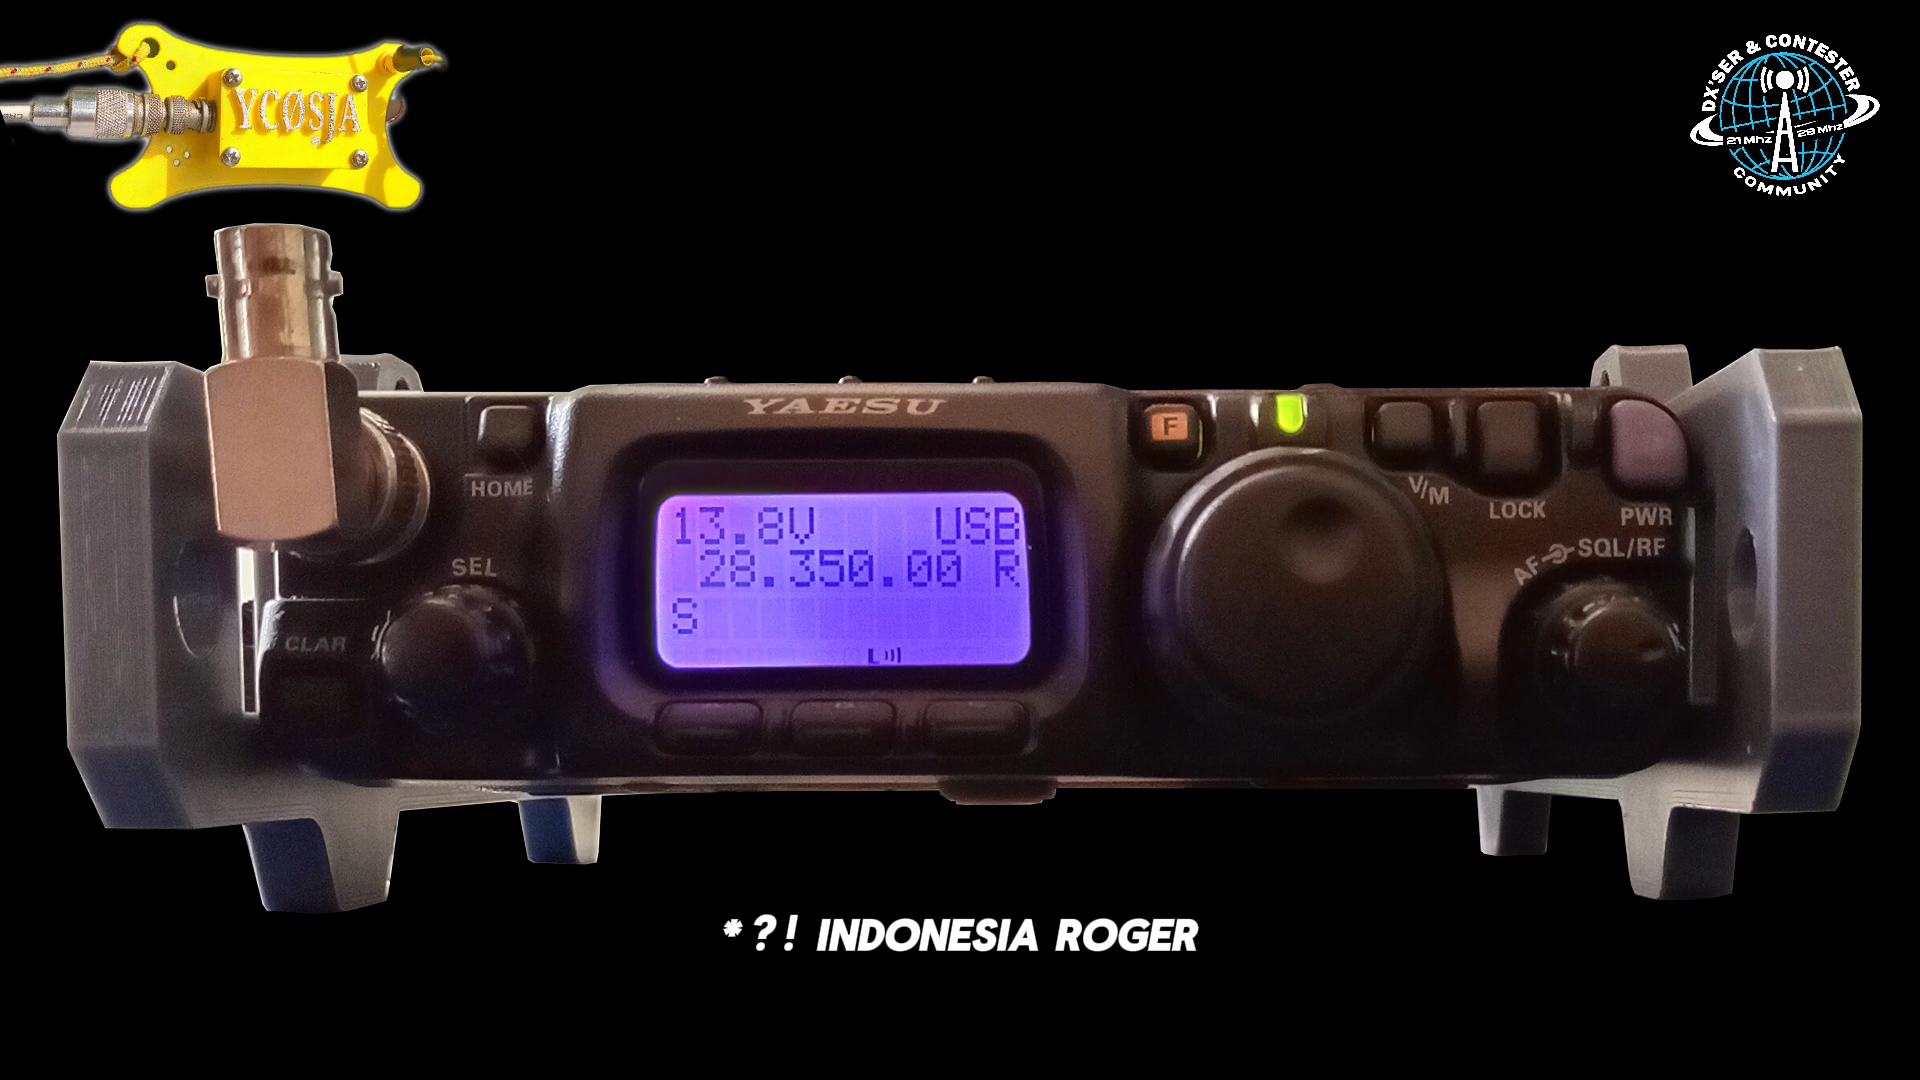 YCØSJA
DX'SER & CONTESTER
21 Mhz 28 Mhz
COMMUNITY
YAESU
F
HOME
V/M
LOCK
PWR
13.8V USB
28.350.00 R
S
SEL
AF SQL/RF
CLAR
*?! INDONESIA ROGER